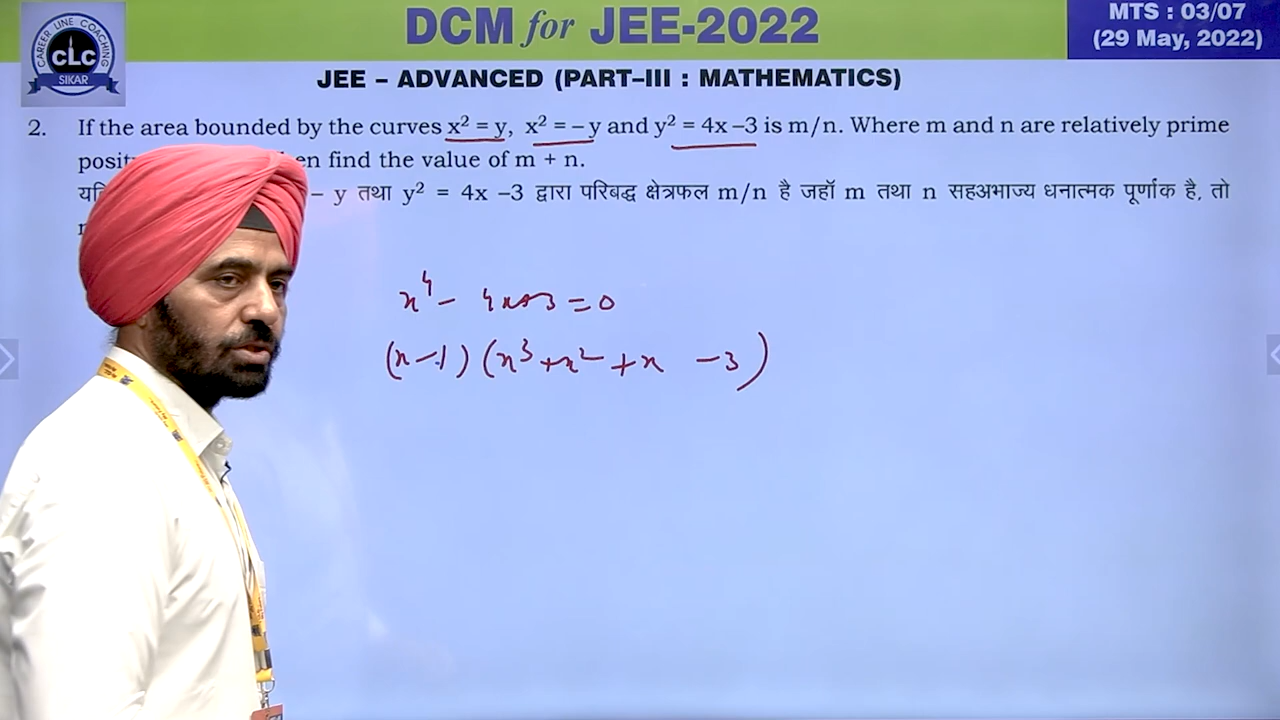 CAREER LINE COACHING
CLC
SIKAR
DCM for JEE-2022
MTS : 03/07
(29 May, 2022)
JEE – ADVANCED (PART–III : MATHEMATICS)
2. If the area bounded by the curves x² = y, x² = – y and y² = 4x –3 is m/n. Where m and n are relatively prime
find the value of m + n.
– y तथा y² = 4x –3 द्वारा परिबद्ध क्षेत्रफल m/n है जहाँ m तथा n सहअभाज्य धनात्मक पूर्णाक है, तो
x⁴ – 4x+3 = 0
(x –1) (x³ +x² +x –3)